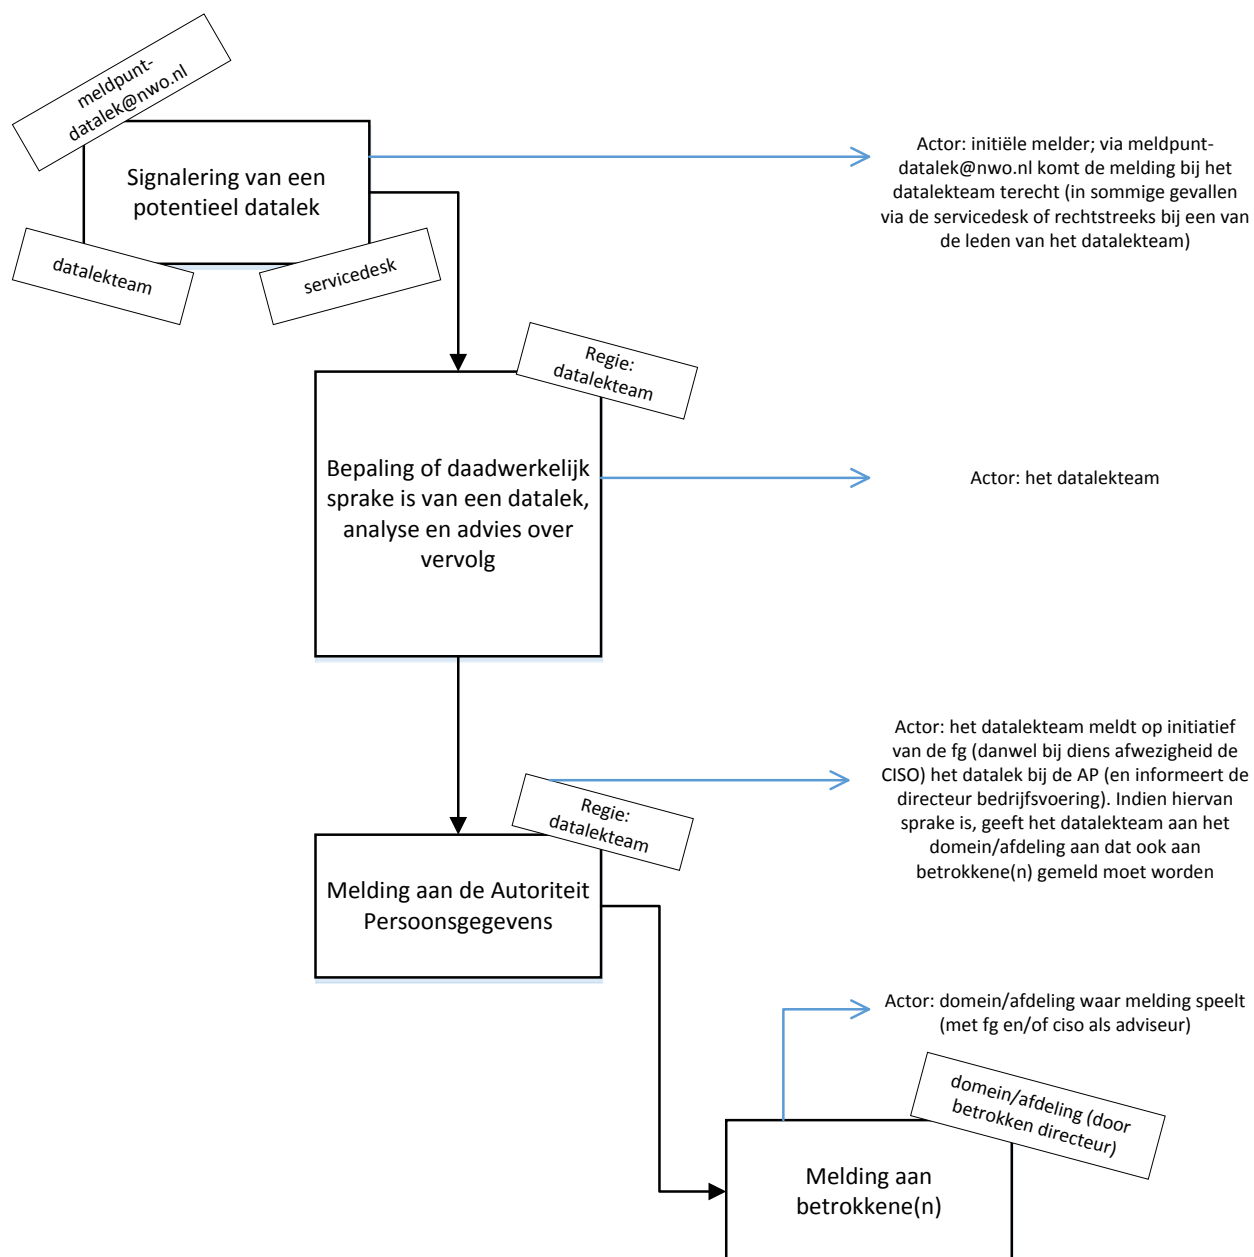 meldpunt-
datalek@nwo.nl
Signalering van een
potentieel datalek
datalekteam
servicedesk
Actor: initiële melder; via meldpunt-
datalek@nwo.nl komt de melding bij het
datalekteam terecht (in sommige gevallen
via de servicedesk of rechtstreeks bij een van
de leden van het datalekteam)
Regie:
datalekteam
Bepaling of daadwerkelijk
sprake is van een datalek,
analyse en advies over
vervolg
Actor: het datalekteam
Actor: het datalekteam meldt op initiatief
van de fg (danwel bij diens afwezigheid de
CISO) het datalek bij de AP (en informeert de
directeur bedrijfsvoering). Indien hiervan
sprake is, geeft het datalekteam aan het
domein/afdeling aan dat ook aan
betrokkene(n) gemeld moet worden
Regie:
datalekteam
Melding aan de Autoriteit
Persoonsgegevens
Actor: domein/afdeling waar melding speelt
(met fg en/of ciso als adviseur)
domein/afdeling (door
betrokken directeur)
Melding aan
betrokkene(n)